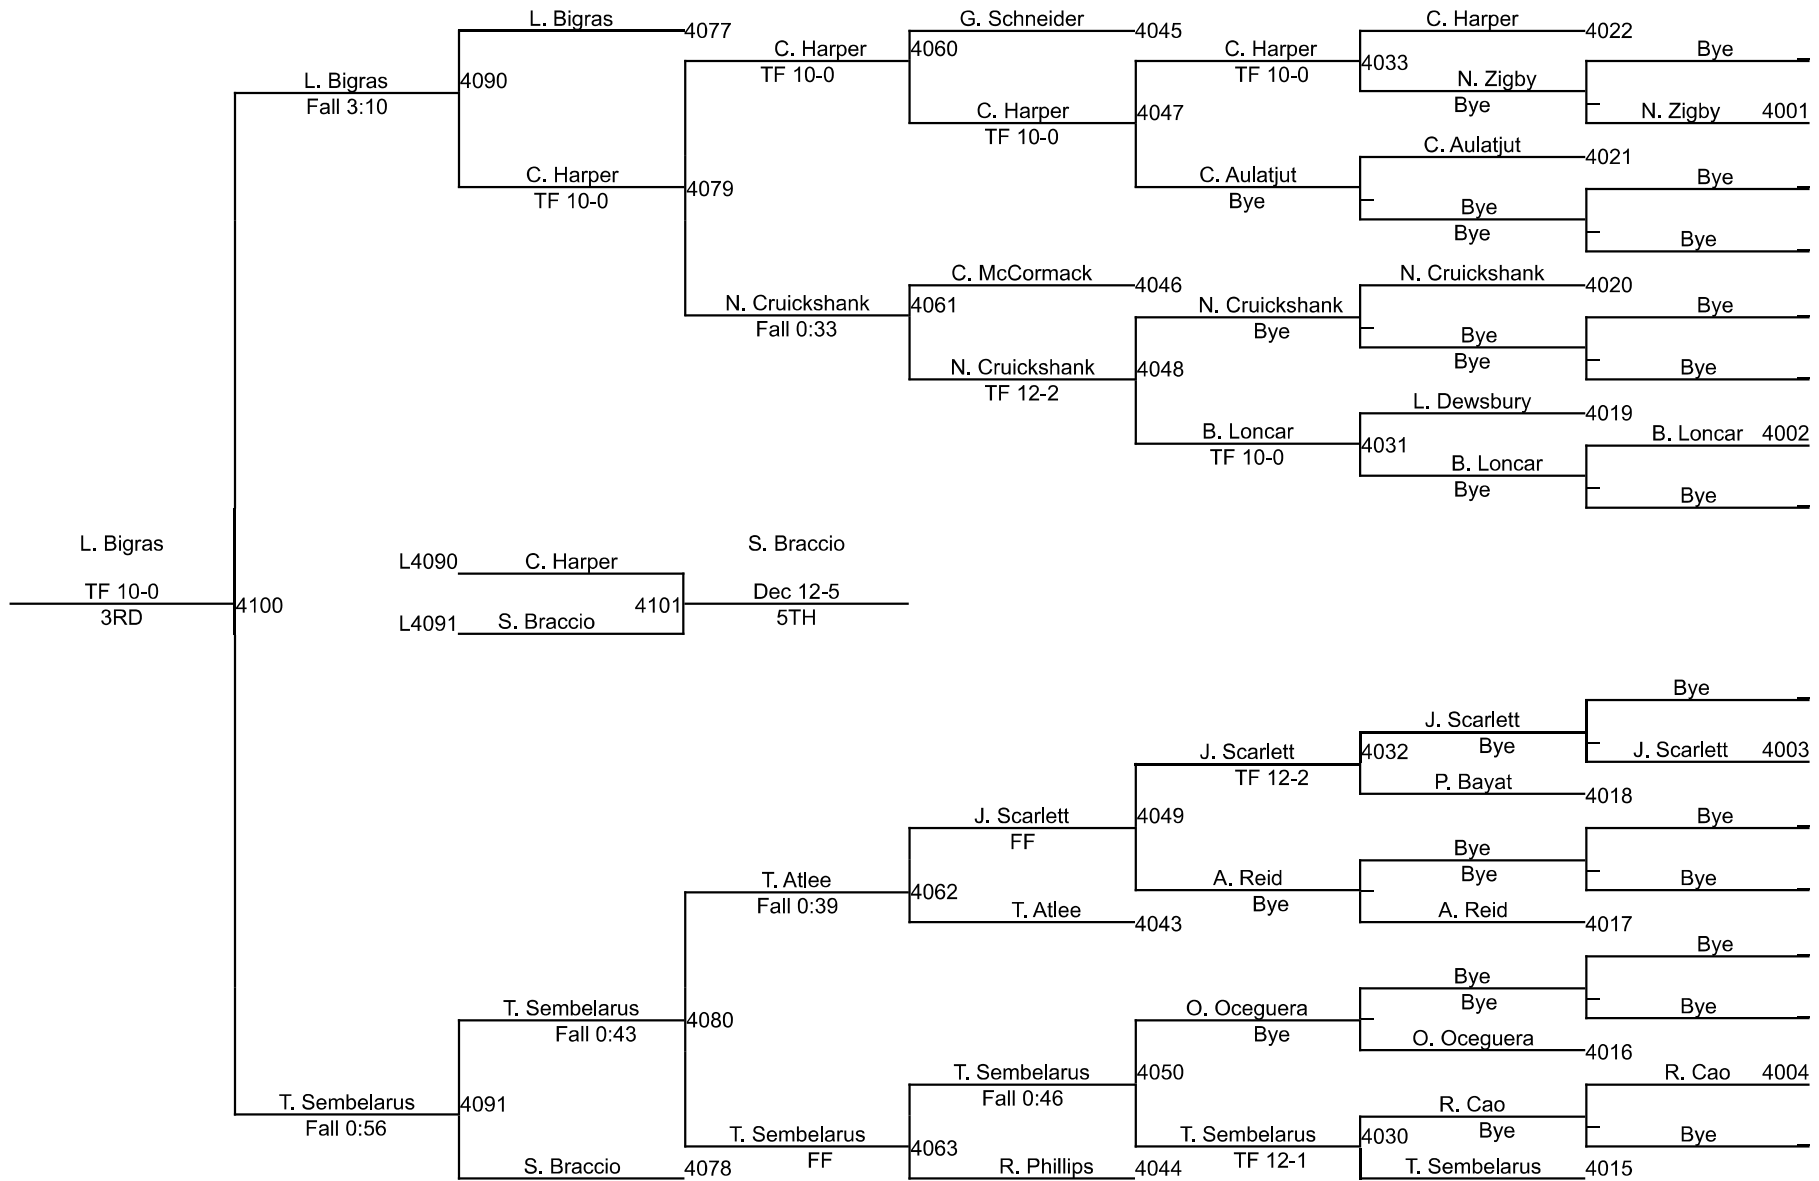 L. Bigras
4077
G. Schneider
4045
C. Harper
4022
C. Harper
TF 10-0
4060
C. Harper
TF 10-0
4033
Bye
L. Bigras
Fall 3:10
4090
N. Zigby
Bye
C. Harper
TF 10-0
4047
N. Zigby 4001
C. Aulatjut
4021
C. Harper
TF 10-0
4079
C. Aulatjut
Bye
Bye
Bye
Bye
Bye
C. McCormack
4046
N. Cruickshank
4020
N. Cruickshank
Fall 0:33
4061
N. Cruickshank
Bye
Bye
Bye
Bye
N. Cruickshank
TF 12-2
4048
Bye
L. Dewsbury
4019
B. Loncar
TF 10-0
4031
B. Loncar 4002
B. Loncar
Bye
Bye
L. Bigras
TF 10-0
3RD
4100
L4090
C. Harper
4101
L4091
S. Braccio
S. Braccio
Dec 12-5
5TH
Bye
J. Scarlett
Bye
J. Scarlett
TF 12-2
4032
J. Scarlett 4003
P. Bayat
4018
J. Scarlett
FF
4049
Bye
Bye
Bye
T. Atlee
Fall 0:39
4062
A. Reid
Bye
Bye
T. Atlee
4043
A. Reid
4017
Bye
Bye
Bye
T. Sembelarus
Fall 0:43
4080
O. Oceguera
Bye
Bye
O. Oceguera
4016
T. Sembelarus
Fall 0:46
4050
R. Cao 4004
T. Sembelarus
Fall 0:56
4091
R. Cao
Bye
T. Sembelarus
FF
4063
T. Sembelarus
TF 12-1
4030
Bye
S. Braccio
4078
R. Phillips
4044
T. Sembelarus
4015